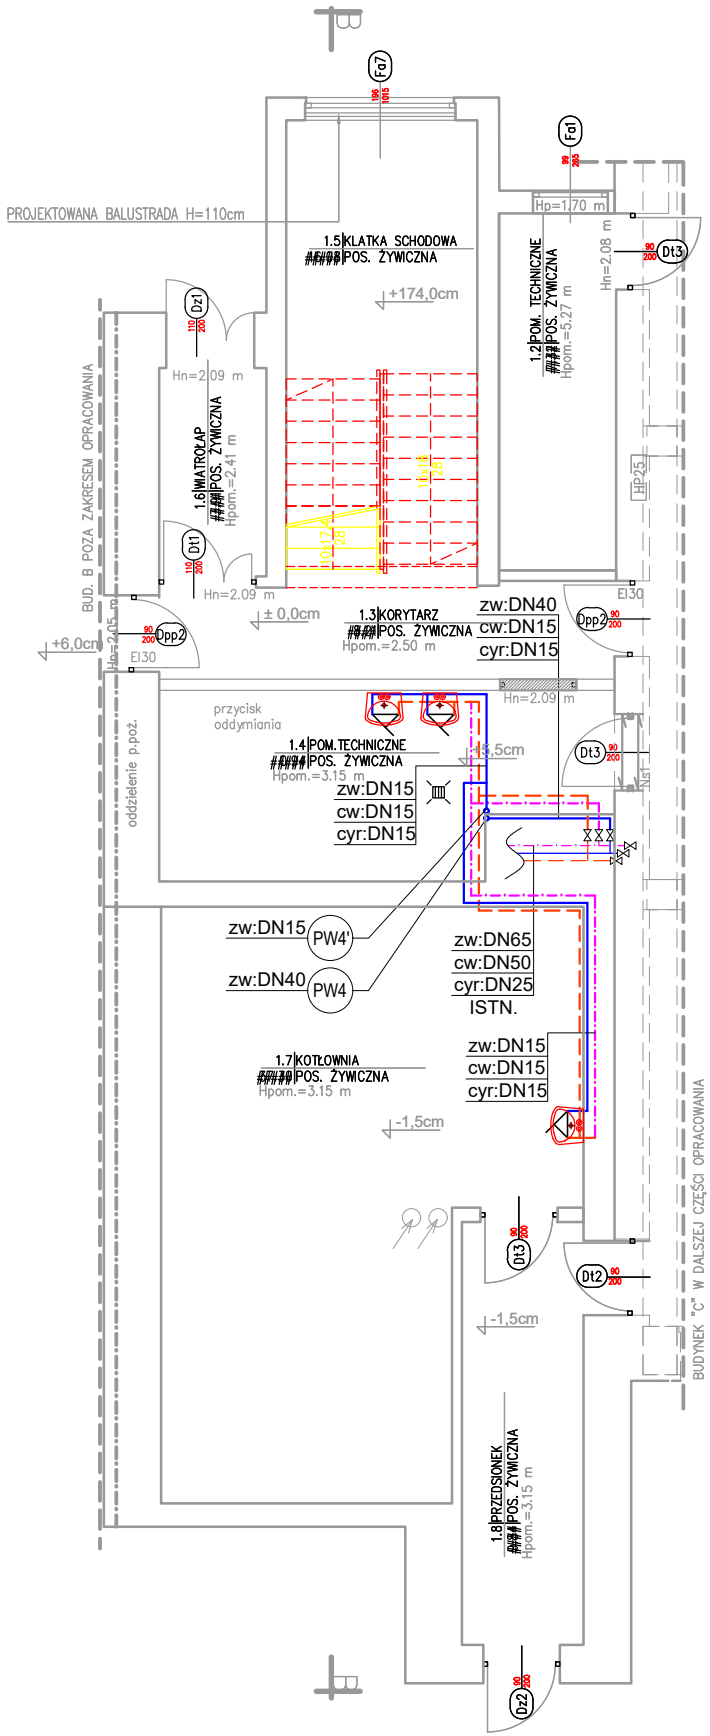 B
Fa7
196
1015
Fa1
99
265
PROJEKTOWANA BALUSTRADA H=110cm
Hp=1.70 m
1.5 KLATKA SCHODOWA
POS. ŻYWICZNA
+174,0cm
1.2 POM. TECHNICZNE
POS. ŻYWICZNA
Hpom.=5.27 m
Hn=2.08 m
90
200
Dt3
Dz1
110
200
Hn=2.09 m
BUD. B POZA ZAKRESEM OPRACOWANIA
1.6 WIATROŁAP
POS. ŻYWICZNA
Hpom.=2.41 m
HP25
28
28
Dt1
110
200
Hn=2.09 m
± 0,0cm
1.3 KORYTARZ
POS. ŻYWICZNA
Hpom.=2.50 m
zw:DN40
cw:DN15
cyr:DN15
EI30
Dpp2
90
200
+6,0cm
Hn=2.05 m
90
200
Dpp2
EI30
Hn=2.09 m
przycisk
oddymiania
oddzielenie p.poż.
1.4 POM.TECHNICZNE
POS. ŻYWICZNA
Hpom.=3.15 m
+5,5cm
Dt3
90
200
Ns1
zw:DN15
cw:DN15
cyr:DN15
zw:DN15
PW4'
zw:DN40
PW4
zw:DN65
cw:DN50
cyr:DN25
ISTN.
1.7 KOTŁOWNIA
POS. ŻYWICZNA
Hpom.=3.15 m
zw:DN15
cw:DN15
cyr:DN15
-1,5cm
90
200
Dt3
Dt2
90
200
-1,5cm
BUDYNEK "C" W DALSZEJ CZĘŚCI OPRACOWANIA
1.8 PRZEDSIONEK
POS. ŻYWICZNA
Hpom.=3.15 m
B
90
200
Dz2